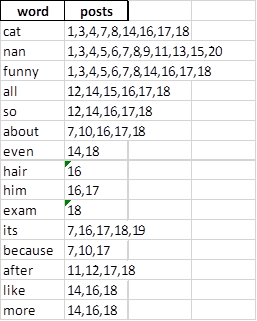 word posts
cat 1,3,4,7,8,14,16,17,18
nan 1,3,4,5,6,7,8,9,11,13,15,20
funny 1,3,4,5,6,7,8,14,16,17,18
all 12,14,15,16,17,18
so 12,14,16,17,18
about 7,10,16,17,18
even 14,18
hair 16
him 16,17
exam 18
its 7,16,17,18,19
because 7,10,17
after 11,12,17,18
like 14,16,18
more 14,16,18